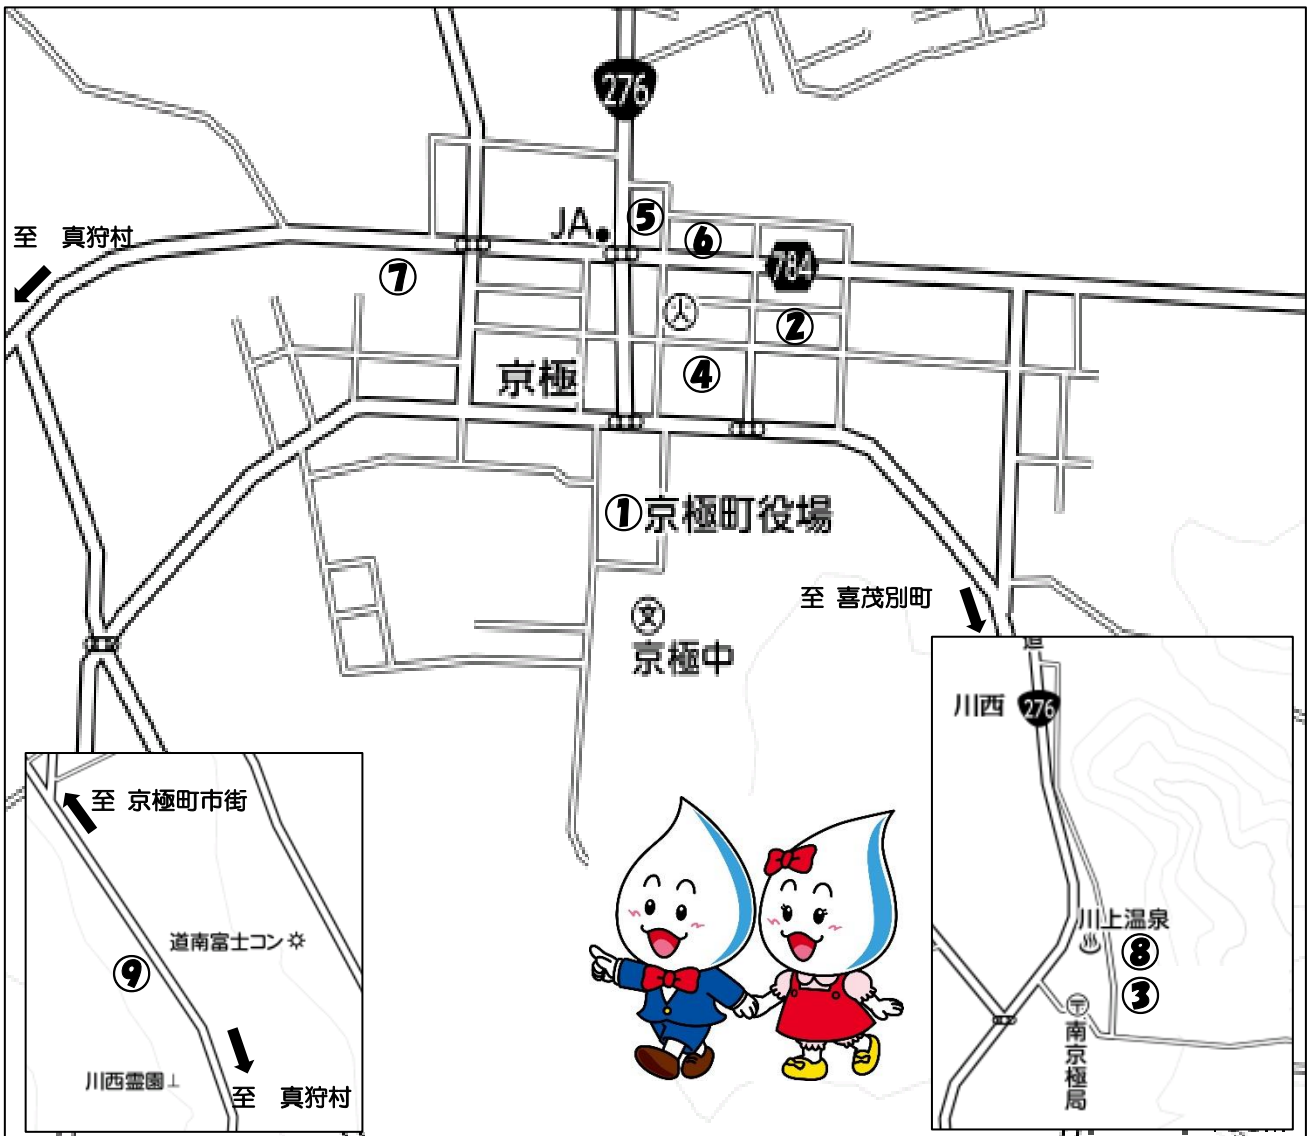 276
至 真狩村
JA
⑤
⑥
784
⑦
②
京極
④
①京極町役場
至 喜茂別町
文
京極中
道
川西
276
至 京極町市街
川上温泉
⑧
道南富士コン
⑨
③
〒
南京極局
川西霊園
至 真狩村